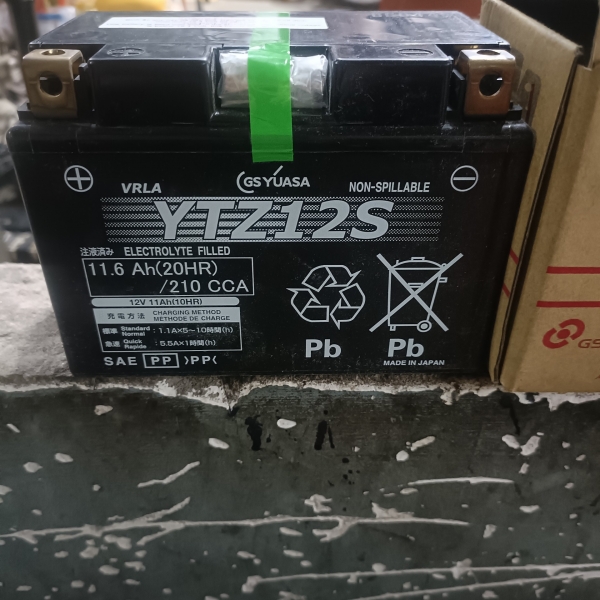 VRLA
GS YUASA
NON-SPILLABLE
YTZ12S
注液済み ELECTROLYTE FILLED
11.6 Ah(20HR)
/210 CCA
12V 11Ah(10HR)
充電方法 CHARGING METHOD
METHODE DE CHARGE
標準 Standard Normal : 1.1A×5~10時間(h)
急速 Quick Rapide : 5.5A×1時間(h)
SAE PP >PP<
Pb
Pb
MADE IN JAPAN
GS